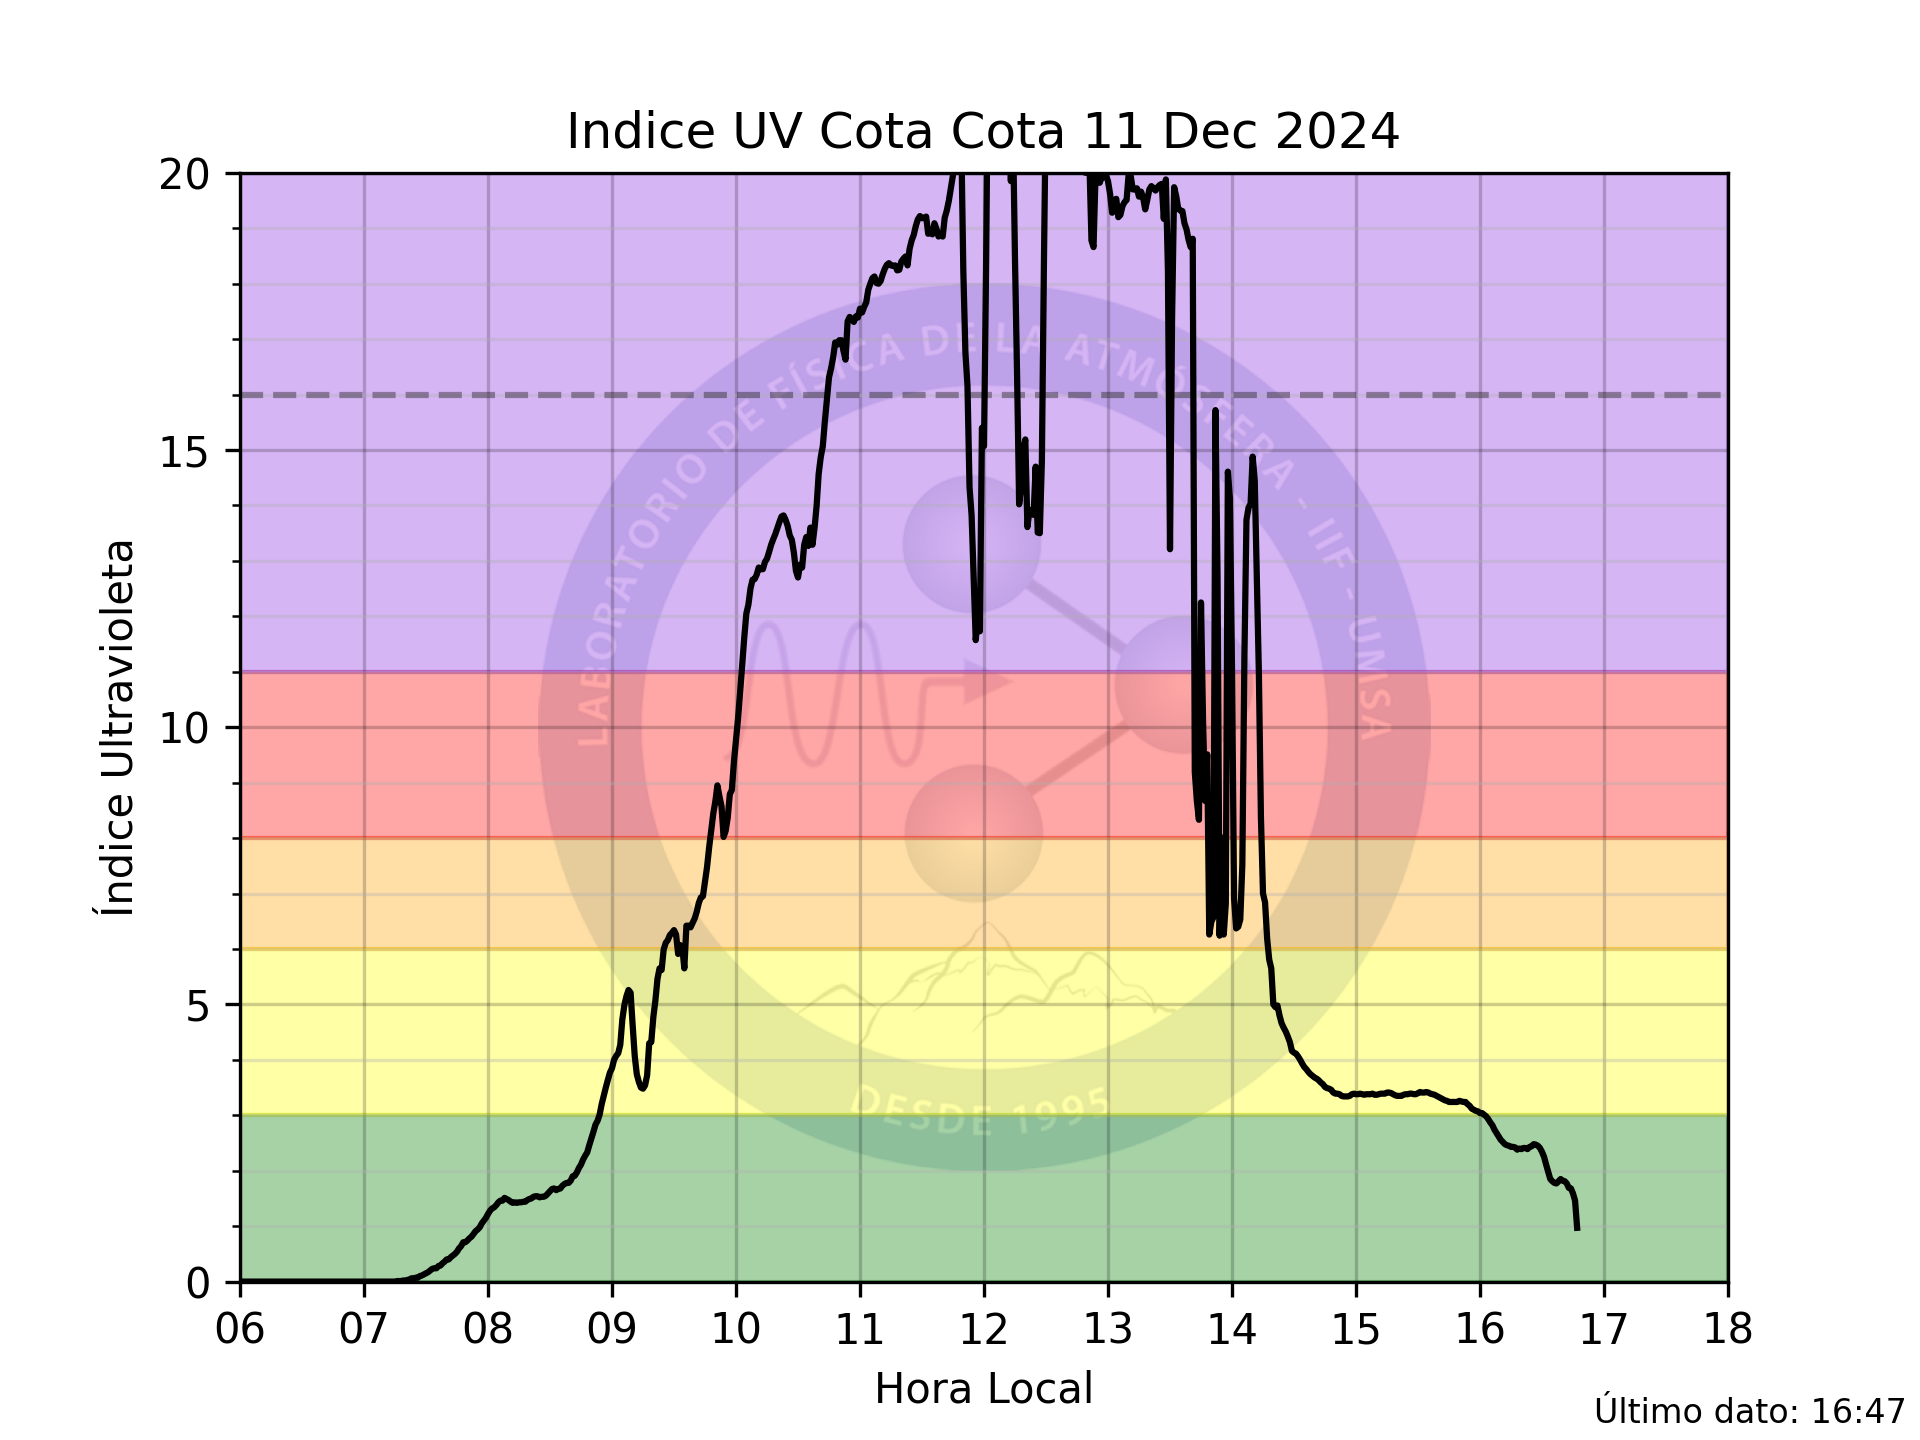 Indice UV Cota Cota 11 Dec 2024
20
15
10
5
0
Índice Ultravioleta
LABORATORIO DE FÍSICA DE LA ATMÓSFERA - IIF - UMSA
DESDE 1995
06 07 08 09 10 11 12 13 14 15 16 17 18
Hora Local
Último dato: 16:47